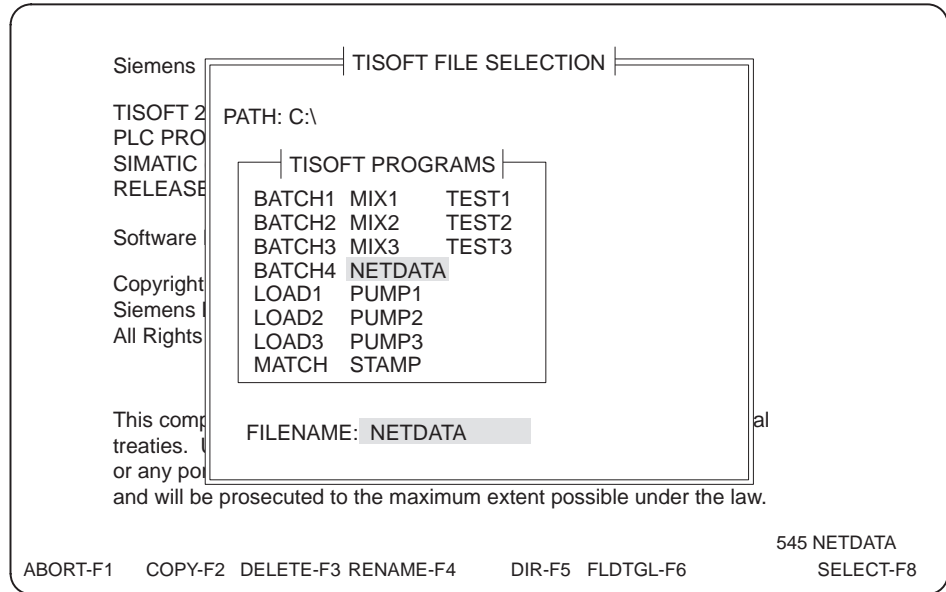 TISOFT FILE SELECTION
Siemens
TISOFT 2
PLC PRO
SIMATIC
RELEASE
Software
Copyright
Siemens
All Rights
PATH: C:\
TISOFT PROGRAMS
BATCH1 MIX1 TEST1
BATCH2 MIX2 TEST2
BATCH3 MIX3 TEST3
BATCH4 NETDATA
LOAD1 PUMP1
LOAD2 PUMP2
LOAD3 PUMP3
MATCH STAMP
FILENAME: NETDATA
This comp al
treaties.
or any por
and will be prosecuted to the maximum extent possible under the law.
545 NETDATA
ABORT-F1 COPY-F2 DELETE-F3 RENAME-F4 DIR-F5 FLDTGL-F6 SELECT-F8